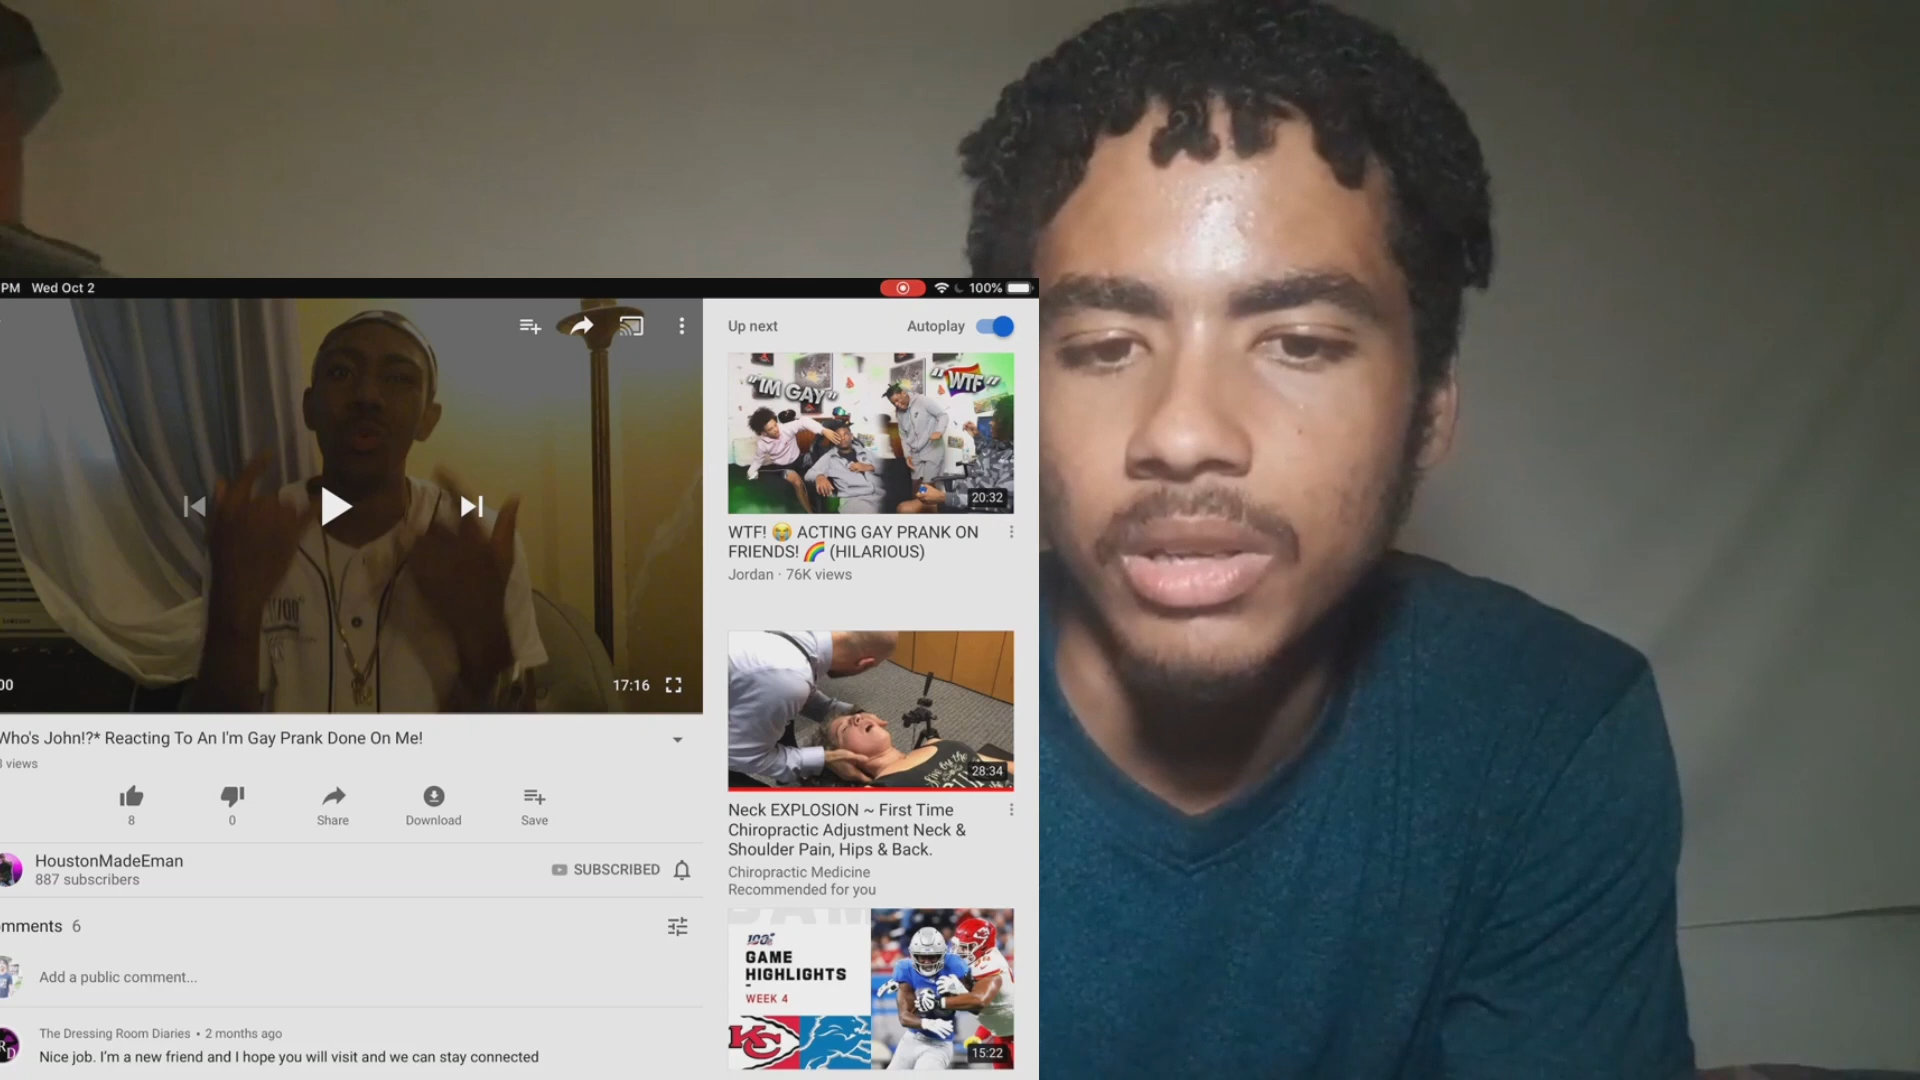 PM Wed Oct 2
100%
Up next
Autoplay
"IM GAY"
"WTF"
20:32
WTF! 😭 ACTING GAY PRANK ON
FRIENDS! 🌈 (HILARIOUS)
Jordan · 76K views
00
17:16
Who's John!?* Reacting To An I'm Gay Prank Done On Me!
views
8
0
Share
Download
Save
HoustonMadeEman
887 subscribers
SUBSCRIBED
omments 6
Add a public comment...
The Dressing Room Diaries • 2 months ago
Nice job. I'm a new friend and I hope you will visit and we can stay connected
28:34
Neck EXPLOSION ~ First Time
Chiropractic Adjustment Neck &
Shoulder Pain, Hips & Back.
Chiropractic Medicine
Recommended for you
100
GAME
HIGHLIGHTS
WEEK 4
KC
15:22